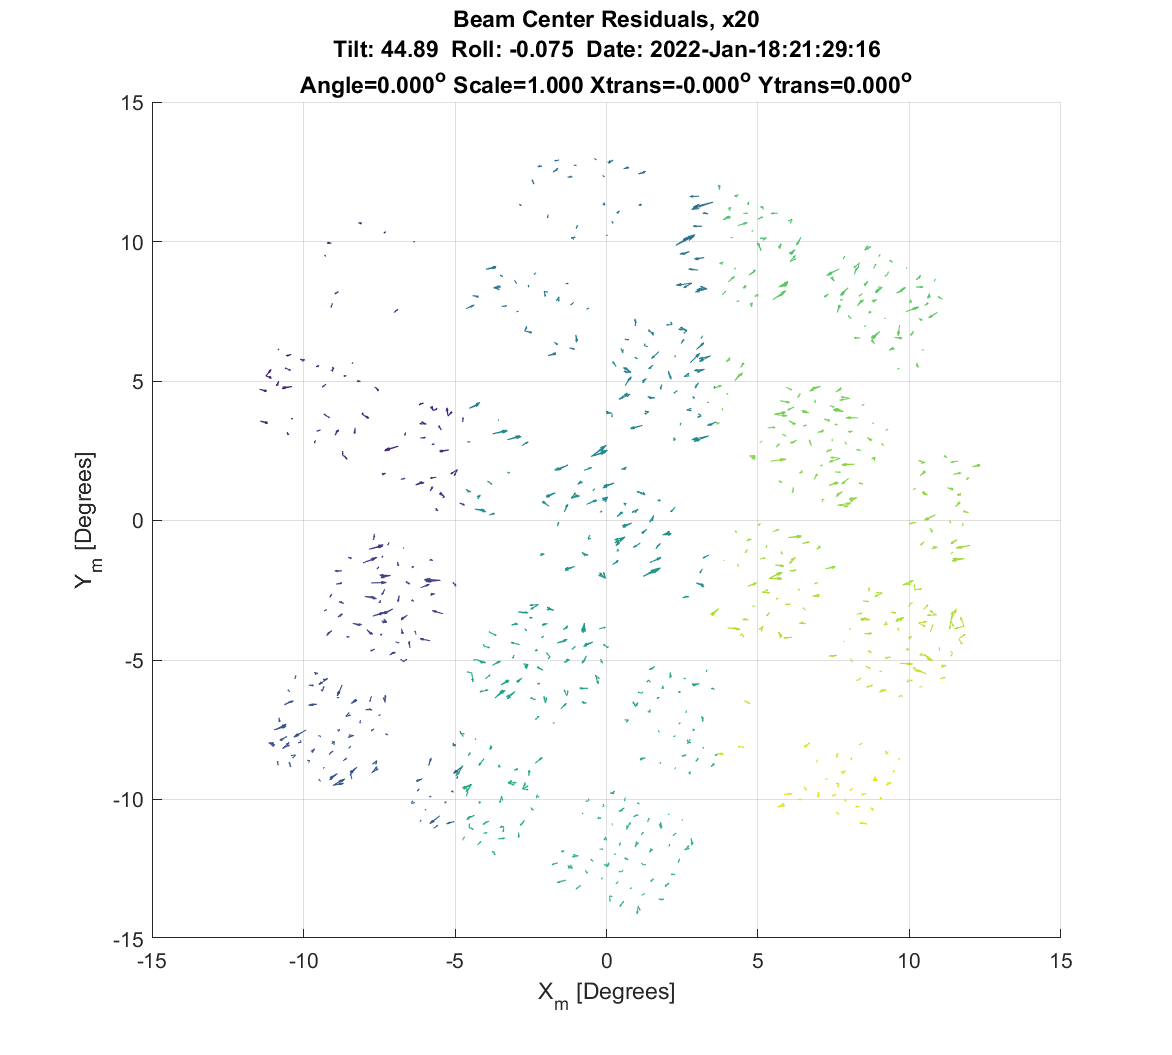 Beam Center Residuals, x20
Tilt: 44.89 Roll: -0.075 Date: 2022-Jan-18:21:29:16
Angle=0.000° Scale=1.000 Xtrans=-0.000° Ytrans=0.000°
15
10
5
0
-5
-10
-15
Y_m [Degrees]
-15 -10 -5 0 5 10 15
X_m [Degrees]